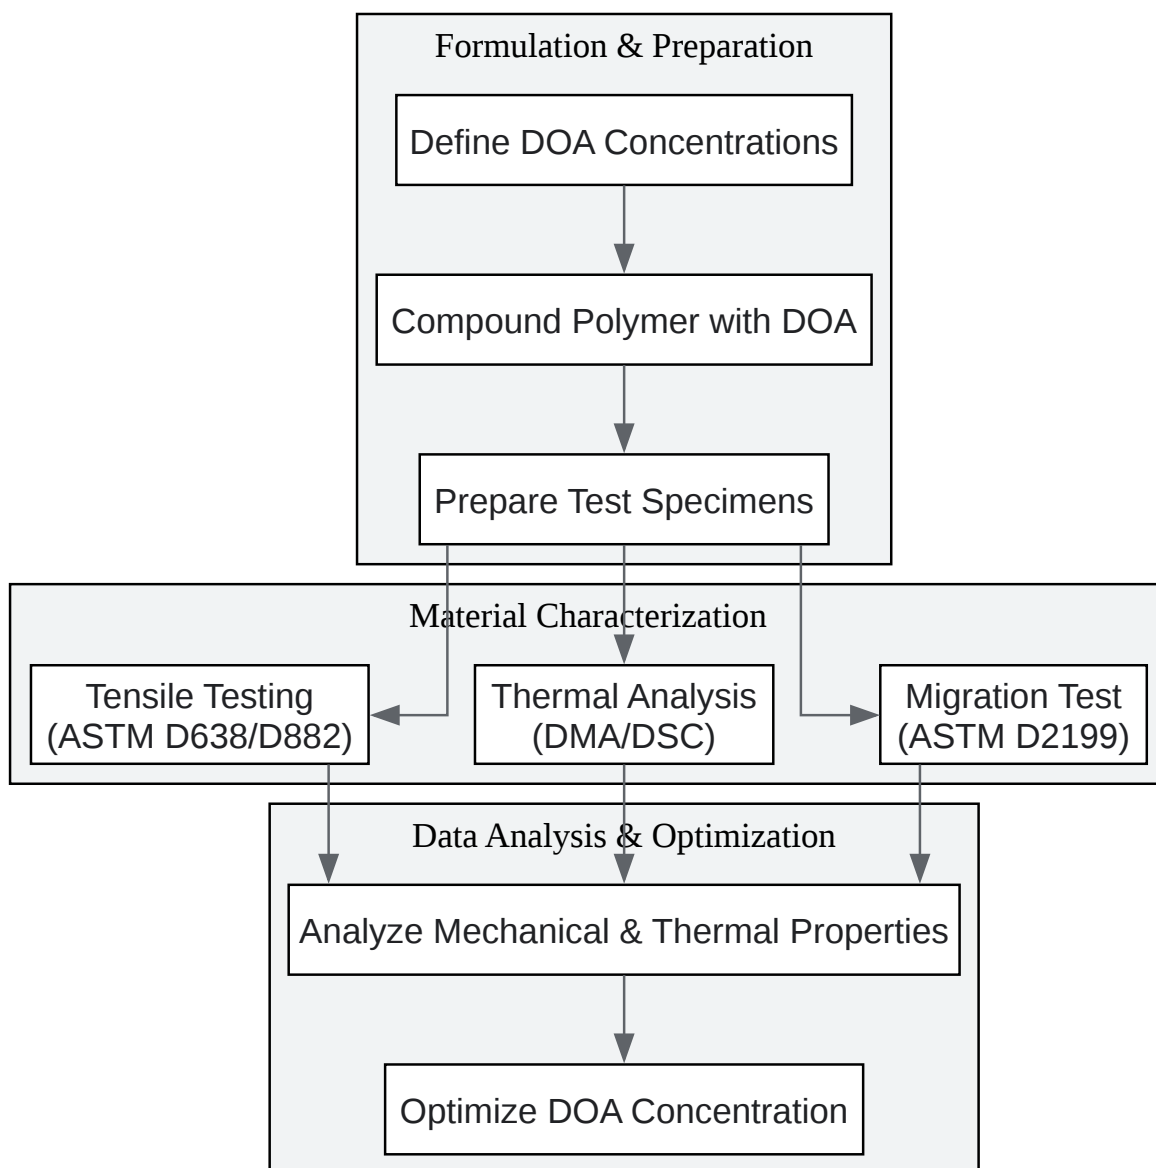 Formulation & Preparation
Define DOA Concentrations
Compound Polymer with DOA
Prepare Test Specimens
Material Characterization
Tensile Testing
(ASTM D638/D882)
Thermal Analysis
(DMA/DSC)
Migration Test
(ASTM D2199)
Data Analysis & Optimization
Analyze Mechanical & Thermal Properties
Optimize DOA Concentration